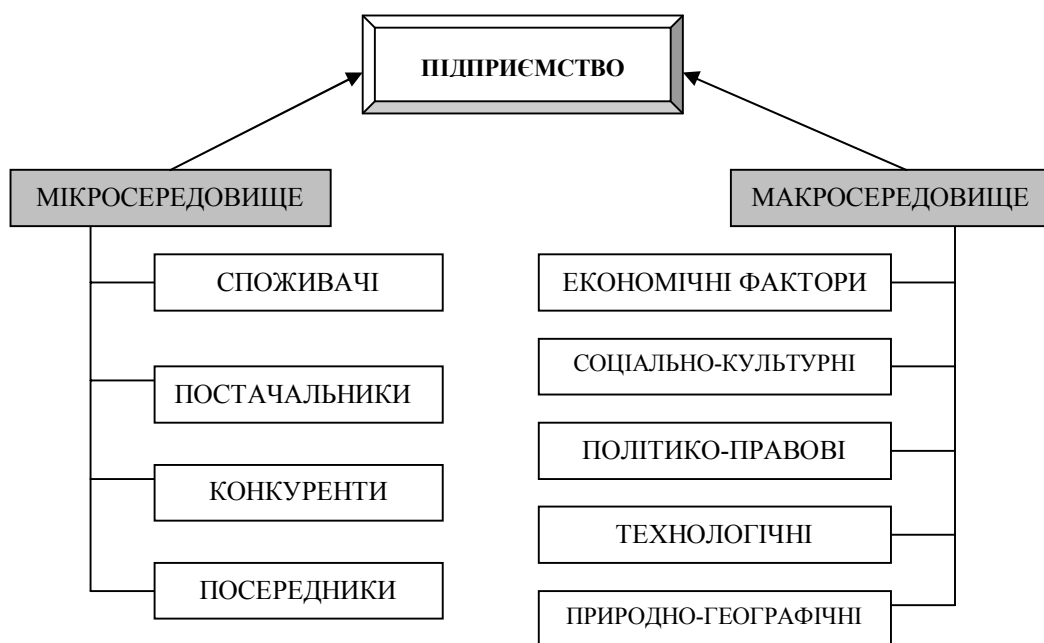 ПІДПРИЄМСТВО
МІКРОСЕРЕДОВИЩЕ
СПОЖИВАЧІ
ПОСТАЧАЛЬНИКИ
КОНКУРЕНТИ
ПОСЕРЕДНИКИ
МАКРОСЕРЕДОВИЩЕ
ЕКОНОМІЧНІ ФАКТОРИ
СОЦІАЛЬНО-КУЛЬТУРНІ
ПОЛІТИКО-ПРАВОВІ
ТЕХНОЛОГІЧНІ
ПРИРОДНО-ГЕОГРАФІЧНІ